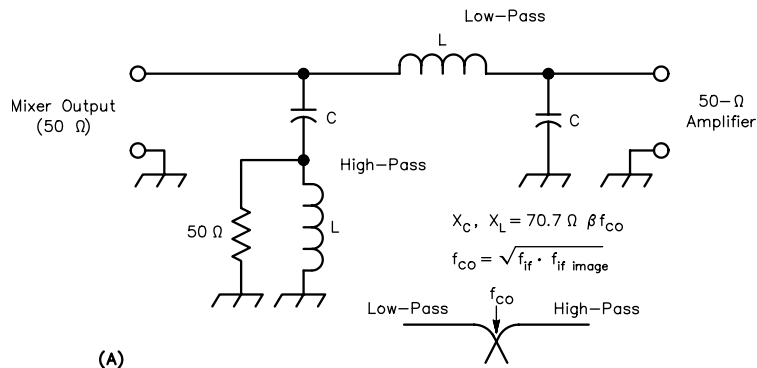 Low-Pass
L
Mixer Output
(50 Ω)
C
C
50-Ω
Amplifier
High-Pass
50 Ω
L
X_C, X_L = 70.7 Ω β f_CO
f_CO = √f_if · f_if image
f_CO
Low-Pass
High-Pass
(A)